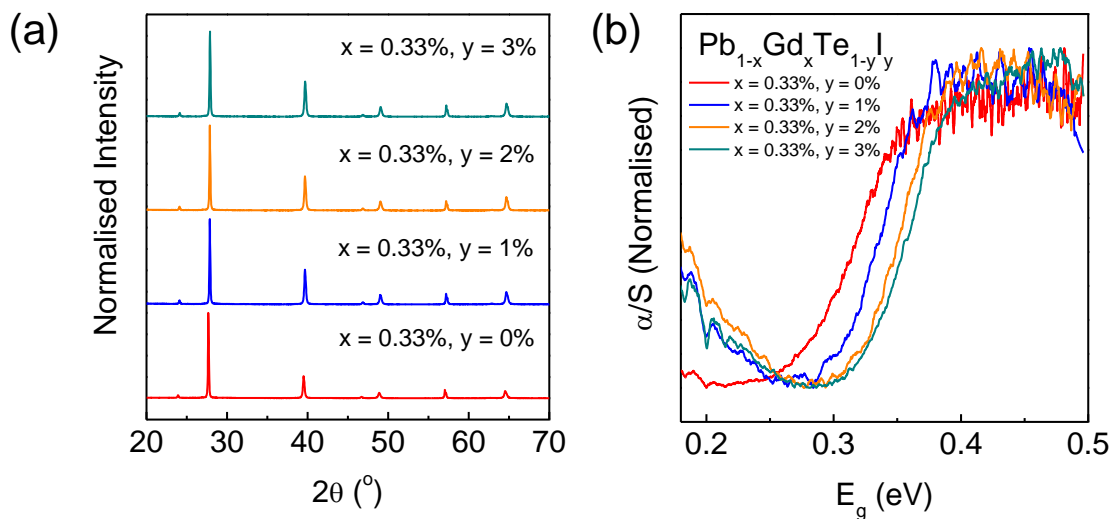 (a)
Normalised Intensity
x = 0.33%, y = 3%
x = 0.33%, y = 2%
x = 0.33%, y = 1%
x = 0.33%, y = 0%
20 30 40 50 60 70
2θ (°)
(b)
α/S (Normalised)
Pb₁₋ₓGdₓTe₁₋yIy
x = 0.33%, y = 0%
x = 0.33%, y = 1%
x = 0.33%, y = 2%
x = 0.33%, y = 3%
0.2 0.3 0.4 0.5
Eg (eV)